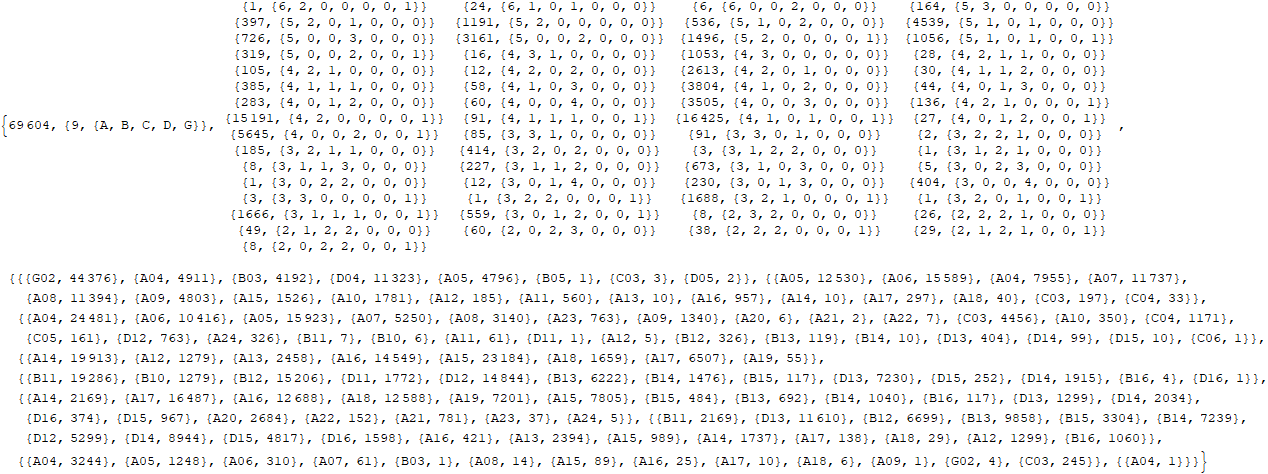 {1, {6, 2, 0, 0, 0, 0, 1}} {24, {6, 1, 0, 1, 0, 0, 0}} {6, {6, 0, 0, 2, 0, 0, 0}} {164, {5, 3, 0, 0, 0, 0, 0}}
{397, {5, 2, 0, 1, 0, 0, 0}} {1191, {5, 2, 0, 0, 0, 0, 0}} {536, {5, 1, 0, 2, 0, 0, 0}} {4539, {5, 1, 0, 1, 0, 0, 0}}
{726, {5, 0, 0, 3, 0, 0, 0}} {3161, {5, 0, 0, 2, 0, 0, 0}} {1496, {5, 2, 0, 0, 0, 0, 1}} {1056, {5, 1, 0, 1, 0, 0, 1}}
{319, {5, 0, 0, 2, 0, 0, 1}} {16, {4, 3, 1, 0, 0, 0, 0}} {1053, {4, 3, 0, 0, 0, 0, 0}} {28, {4, 2, 1, 1, 0, 0, 0}}
{105, {4, 2, 1, 0, 0, 0, 0}} {12, {4, 2, 0, 2, 0, 0, 0}} {2613, {4, 2, 0, 1, 0, 0, 0}} {30, {4, 1, 1, 2, 0, 0, 0}}
{385, {4, 1, 1, 1, 0, 0, 0}} {58, {4, 1, 0, 3, 0, 0, 0}} {3804, {4, 1, 0, 2, 0, 0, 0}} {44, {4, 0, 1, 3, 0, 0, 0}}
{283, {4, 0, 1, 2, 0, 0, 0}} {60, {4, 0, 0, 4, 0, 0, 0}} {3505, {4, 0, 0, 3, 0, 0, 0}} {136, {4, 2, 1, 0, 0, 0, 1}}
{69604, {9, {A, B, C, D, G}}, {15191, {4, 2, 0, 0, 0, 0, 1}} {91, {4, 1, 1, 1, 0, 0, 1}} {16425, {4, 1, 0, 1, 0, 0, 1}} {27, {4, 0, 1, 2, 0, 0, 1}} ,
{5645, {4, 0, 0, 2, 0, 0, 1}} {85, {3, 3, 1, 0, 0, 0, 0}} {91, {3, 3, 0, 1, 0, 0, 0}} {2, {3, 2, 2, 1, 0, 0, 0}}
{185, {3, 2, 1, 1, 0, 0, 0}} {414, {3, 2, 0, 2, 0, 0, 0}} {3, {3, 1, 2, 2, 0, 0, 0}} {1, {3, 1, 2, 1, 0, 0, 0}}
{8, {3, 1, 1, 3, 0, 0, 0}} {227, {3, 1, 1, 2, 0, 0, 0}} {673, {3, 1, 0, 3, 0, 0, 0}} {5, {3, 0, 2, 3, 0, 0, 0}}
{1, {3, 0, 2, 2, 0, 0, 0}} {12, {3, 0, 1, 4, 0, 0, 0}} {230, {3, 0, 1, 3, 0, 0, 0}} {404, {3, 0, 0, 4, 0, 0, 0}}
{3, {3, 3, 0, 0, 0, 0, 1}} {1, {3, 2, 2, 0, 0, 0, 1}} {1688, {3, 2, 1, 0, 0, 0, 1}} {1, {3, 2, 0, 1, 0, 0, 1}}
{1666, {3, 1, 1, 1, 0, 0, 1}} {559, {3, 0, 1, 2, 0, 0, 1}} {8, {2, 3, 2, 0, 0, 0, 0}} {26, {2, 2, 2, 1, 0, 0, 0}}
{49, {2, 1, 2, 2, 0, 0, 0}} {60, {2, 0, 2, 3, 0, 0, 0}} {38, {2, 2, 2, 0, 0, 0, 1}} {29, {2, 1, 2, 1, 0, 0, 1}}
{8, {2, 0, 2, 2, 0, 0, 1}}
{{{G02, 44376}, {A04, 4911}, {B03, 4192}, {D04, 11323}, {A05, 4796}, {B05, 1}, {C03, 3}, {D05, 2}}, {{A05, 12530}, {A06, 15589}, {A04, 7955}, {A07, 11737},
{A08, 11394}, {A09, 4803}, {A15, 1526}, {A10, 1781}, {A12, 185}, {A11, 560}, {A13, 10}, {A16, 957}, {A14, 10}, {A17, 297}, {A18, 40}, {C03, 197}, {C04, 33}},
{{A04, 24481}, {A06, 10416}, {A05, 15923}, {A07, 5250}, {A08, 3140}, {A23, 763}, {A09, 1340}, {A20, 6}, {A21, 2}, {A22, 7}, {C03, 4456}, {A10, 350}, {C04, 1171},
{C05, 161}, {D12, 763}, {A24, 326}, {B11, 7}, {B10, 6}, {A11, 61}, {D11, 1}, {A12, 5}, {B12, 326}, {B13, 119}, {B14, 10}, {D13, 404}, {D14, 99}, {D15, 10}, {C06, 1}},
{{A14, 19913}, {A12, 1279}, {A13, 2458}, {A16, 14549}, {A15, 23184}, {A18, 1659}, {A17, 6507}, {A19, 55}},
{{B11, 19286}, {B10, 1279}, {B12, 15206}, {D11, 1772}, {D12, 14844}, {B13, 6222}, {B14, 1476}, {B15, 117}, {D13, 7230}, {D15, 252}, {D14, 1915}, {B16, 4}, {D16, 1}},
{{A14, 2169}, {A17, 16487}, {A16, 12688}, {A18, 12588}, {A19, 7201}, {A15, 7805}, {B15, 484}, {B13, 692}, {B14, 1040}, {B16, 117}, {D13, 1299}, {D14, 2034},
{D16, 374}, {D15, 967}, {A20, 2684}, {A22, 152}, {A21, 781}, {A23, 37}, {A24, 5}}, {{B11, 2169}, {D13, 11610}, {B12, 6699}, {B13, 9858}, {B15, 3304}, {B14, 7239},
{D12, 5299}, {D14, 8944}, {D15, 4817}, {D16, 1598}, {A16, 421}, {A13, 2394}, {A15, 989}, {A14, 1737}, {A17, 138}, {A18, 29}, {A12, 1299}, {B16, 1060}},
{{A04, 3244}, {A05, 1248}, {A06, 310}, {A07, 61}, {B03, 1}, {A08, 14}, {A15, 89}, {A16, 25}, {A17, 10}, {A18, 6}, {A09, 1}, {G02, 4}, {C03, 245}}, {{A04, 1}}}}